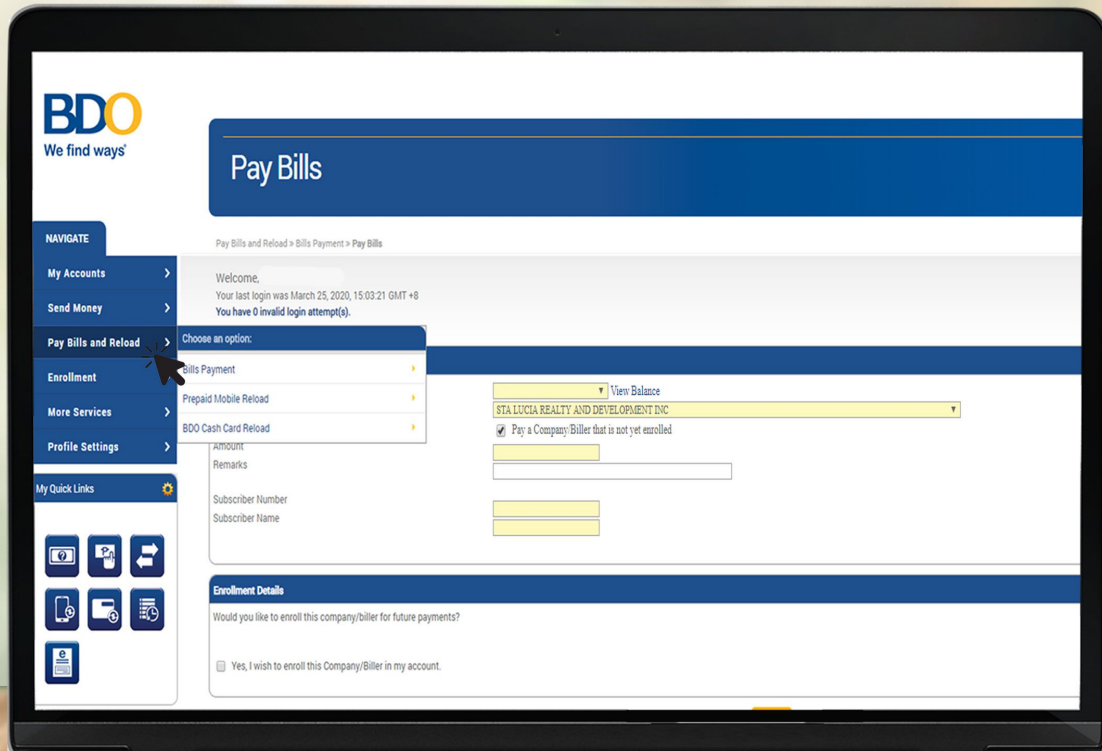 BDO
We find ways®
Pay Bills
NAVIGATE
My Accounts
Send Money
Pay Bills and Reload
Enrollment
More Services
Profile Settings
My Quick Links
Pay Bills and Reload » Bills Payment » Pay Bills
Welcome,
Your last login was March 25, 2020, 15:03:21 GMT +8
You have 0 invalid login attempt(s).
Choose an option:
Bills Payment
Prepaid Mobile Reload
BDO Cash Card Reload
View Balance
STA LUCIA REALTY AND DEVELOPMENT INC
Pay a Company/Biller that is not yet enrolled
Amount
Remarks
Subscriber Number
Subscriber Name
Enrollment Details
Would you like to enroll this company/biller for future payments?
Yes, I wish to enroll this Company/Biller in my account.